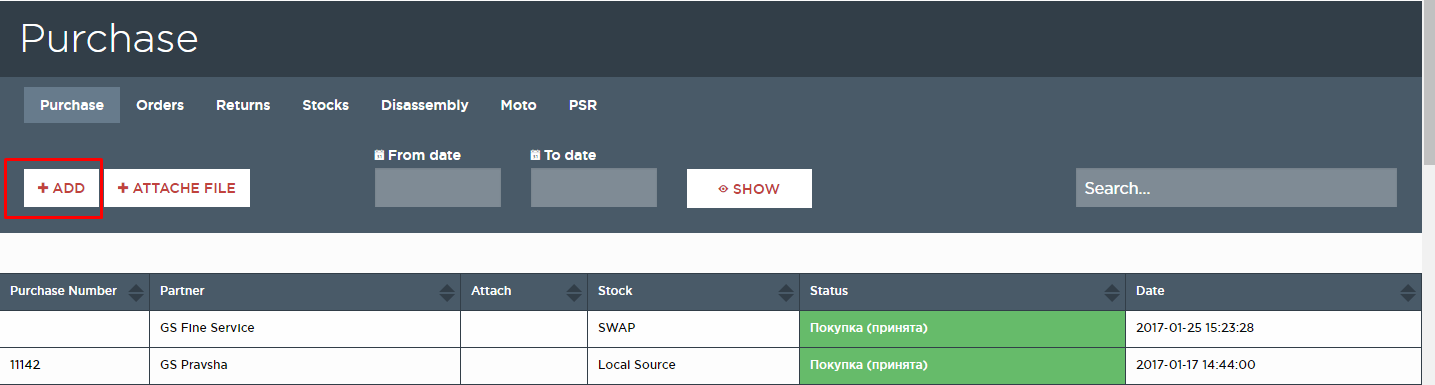 Purchase
Purchase Orders Returns Stocks Disassembly Moto PSR
From date To date
ADD ATTACHE FILE SHOW Search...
Purchase Number Partner Attach Stock Status Date
GS Fine Service SWAP Покупка (принята) 2017-01-25 15:23:28
11142 GS Pravsha Local Source Покупка (принята) 2017-01-17 14:44:00